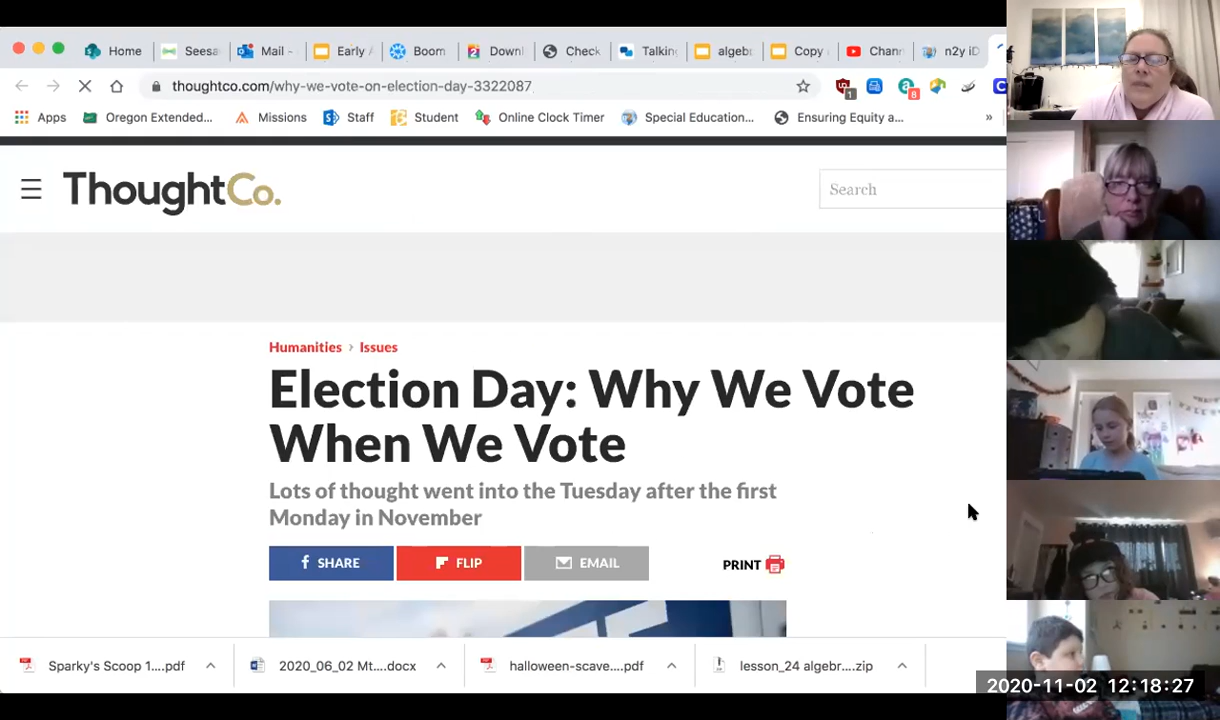 Home
Seesa
Mail -
Early A
Boom
Downl
Check
Talking
algeb
Copy
Chann
n2y iD
thoughtco.com/why-we-vote-on-election-day-3322087
1
8
Apps
Oregon Extended...
Missions
Staff
Student
Online Clock Timer
Special Education...
Ensuring Equity a...
»
ThoughtCo.
Search
Humanities › Issues
Election Day: Why We Vote
When We Vote
Lots of thought went into the Tuesday after the first
Monday in November
SHARE
FLIP
EMAIL
PRINT
Sparky's Scoop 1....pdf
2020_06_02 Mt....docx
halloween-scave....pdf
lesson_24 algebr....zip
2020-11-02 12:18:27